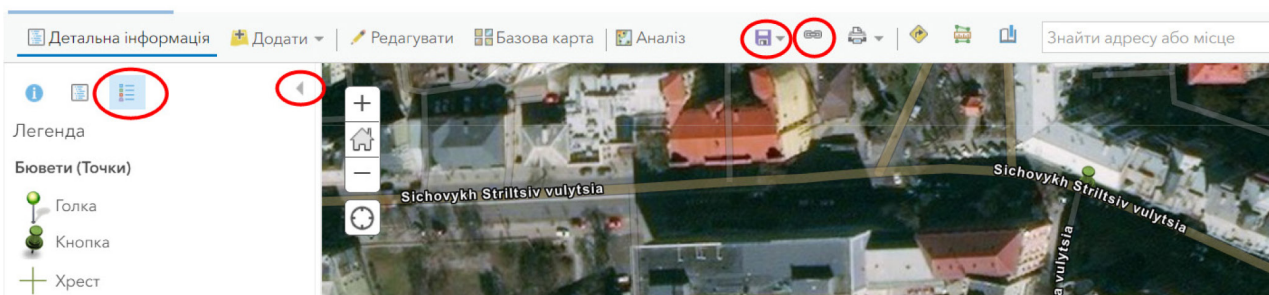 Детальна інформація Додати Редагувати Базова карта Аналіз Знайти адресу або місце
Легенда
Бювети (Точки)
Голка
Кнопка
Хрест
Sichovykh Striltsiv vulytsia
Sichovykh Striltsiv vulytsia
a vulytsia